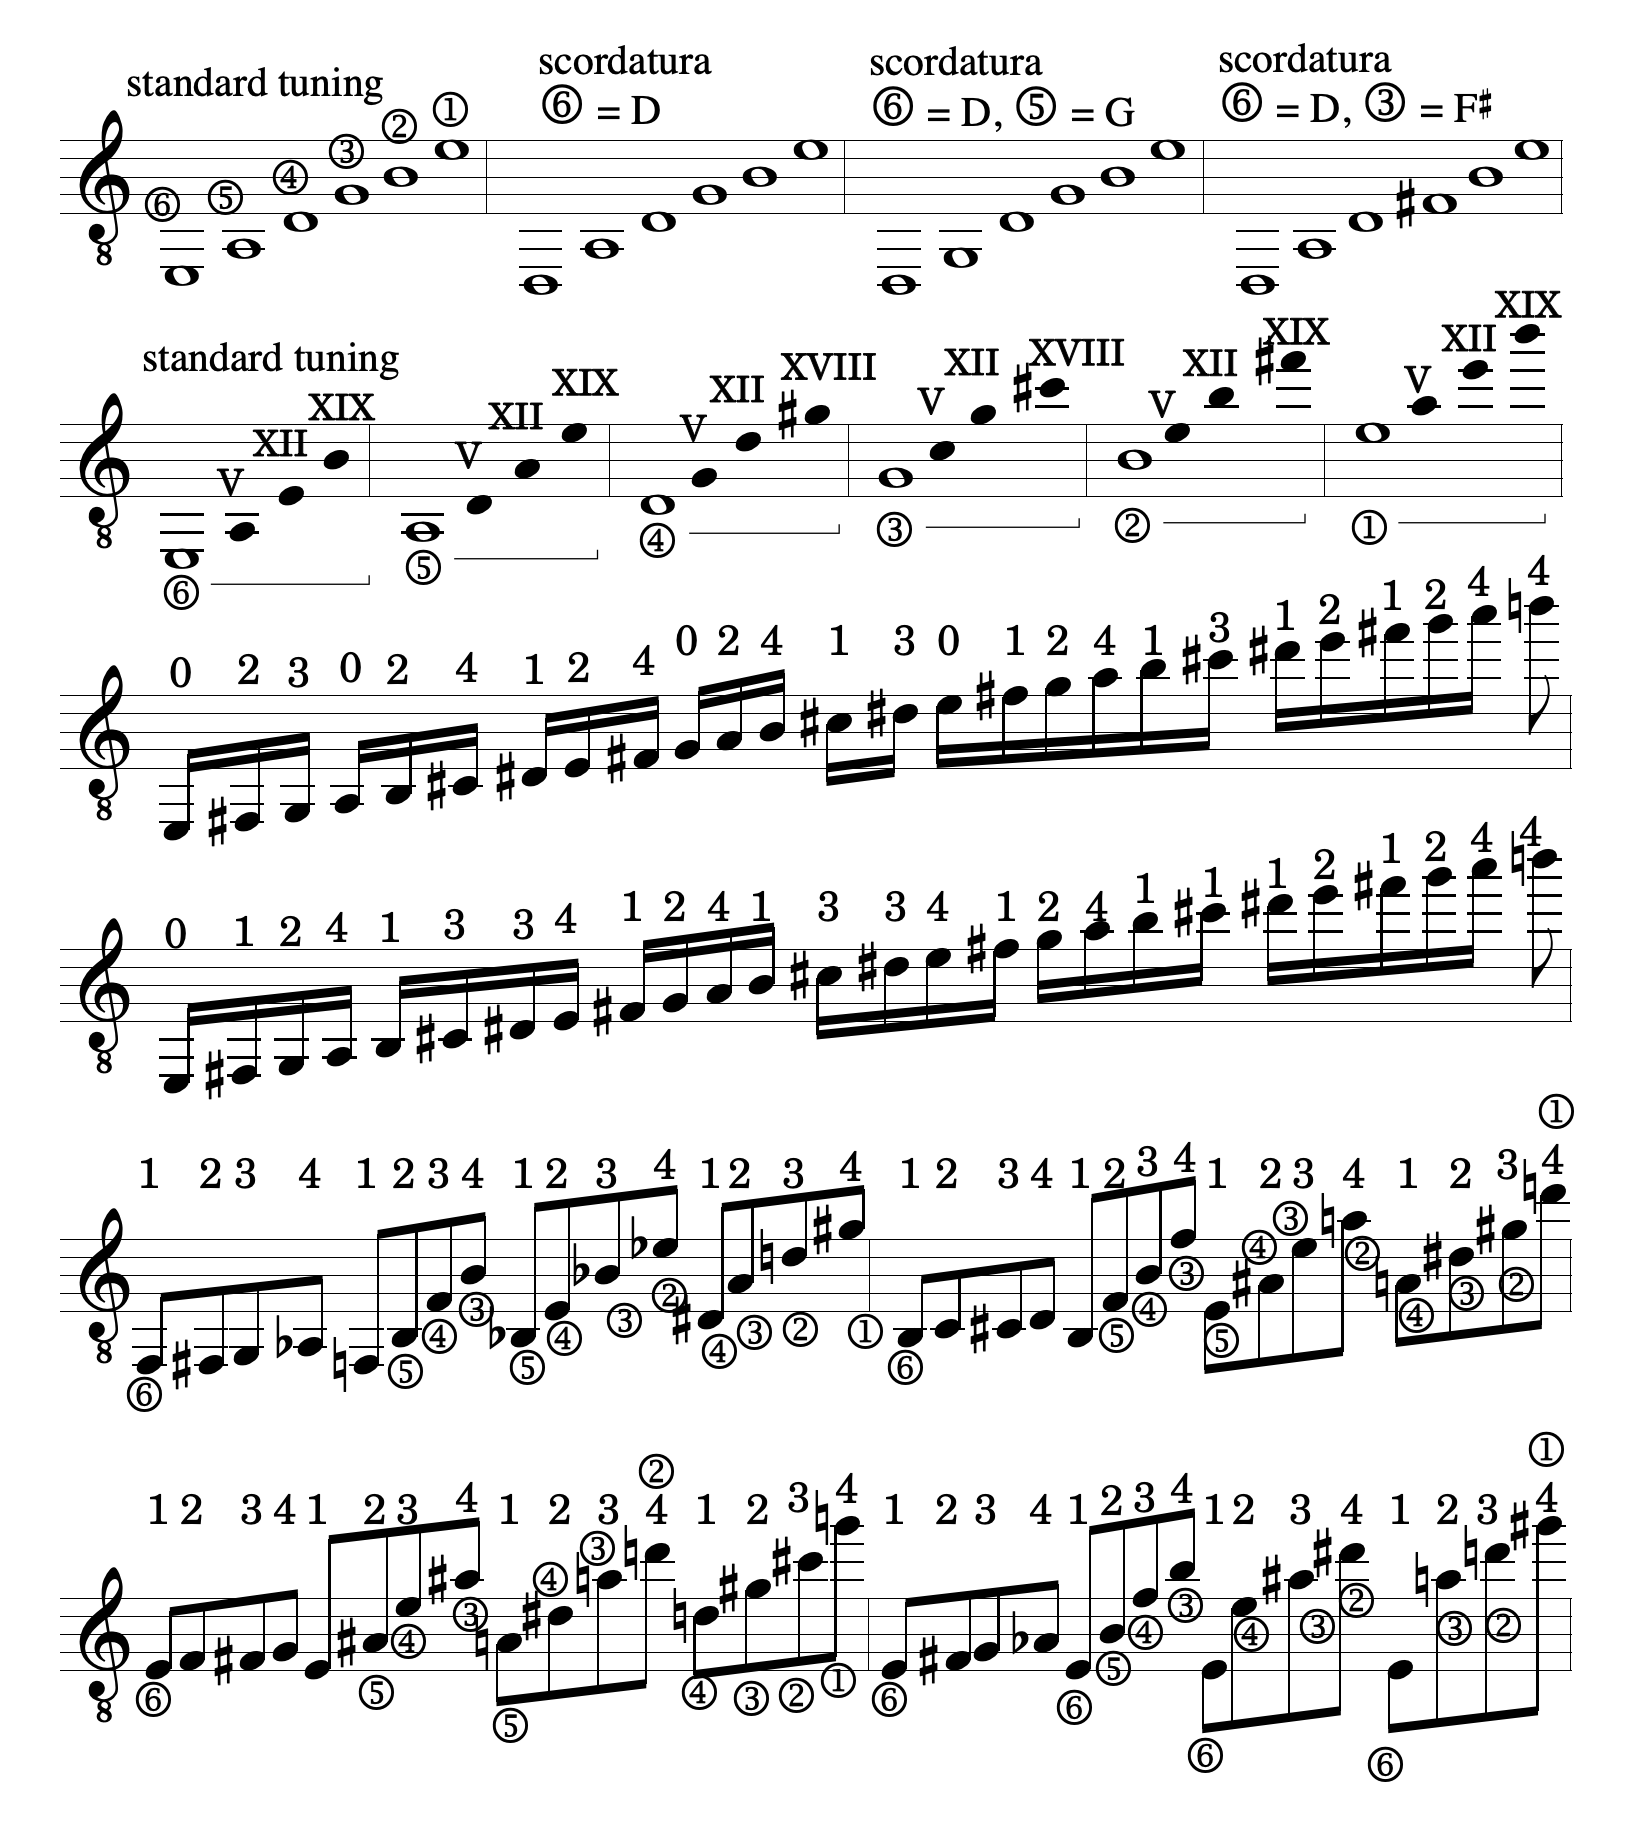 standard tuning scordatura scordatura scordatura
⑥ = D ⑥ = D, ⑤ = G ⑥ = D, ③ = F♯
⑥ ⑤ ④ ③ ② ①
8
standard tuning
V XII XIX V XII XIX V XII XVIII V XII XVIII V XII XIX V XII XIX
8
⑥ ⑤ ④ ③ ② ①
0 2 3 0 2 4 1 2 4 0 2 4 1 3 0 1 2 4 1 3 1 2 1 2 4 4
8
0 1 2 4 1 3 3 4 1 2 4 1 3 3 4 1 2 4 1 1 1 2 1 2 4 4
8
①
1 2 3 4 1 2 3 4 1 2 3 4 1 2 3 4 1 2 3 4 1 2 3 4 1 2 3 4 1 2 3 4
8
⑥ ⑤ ④ ③ ⑤ ④ ③ ② ④ ③ ② ① ⑥ ⑤ ④ ③ ⑤ ④ ③ ② ④ ③ ②
② ①
1 2 3 4 1 2 3 4 1 2 3 4 1 2 3 4 1 2 3 4 1 2 3 4 1 2 3 4 1 2 3 4
8
⑥ ⑤ ④ ③ ⑤ ④ ③ ④ ③ ② ① ⑥ ⑥ ⑤ ④ ③ ⑥ ④ ③ ② ⑥ ③ ②